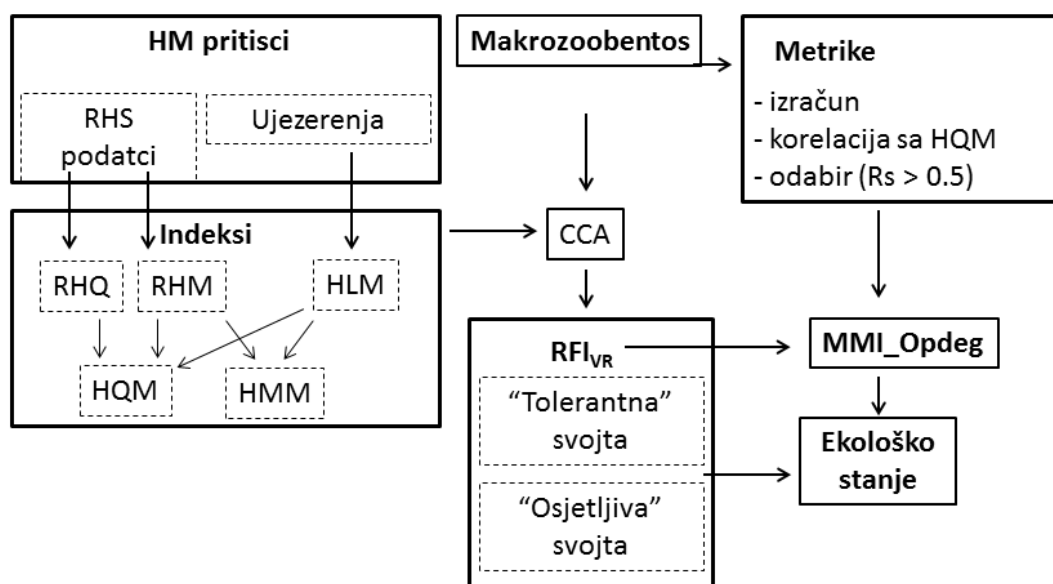 HM pritisci
RHS
podatci
Ujezerenja
Indeksi
RHQ
RHM
HLM
HQM
HMM
Makrozoobentos
CCA
RFIVR
“Tolerantna”
svojta
“Osjetljiva”
svojta
Metrike
- izračun
- korelacija sa HQM
- odabir (Rs > 0.5)
MMI_Opdeg
Ekološko
stanje